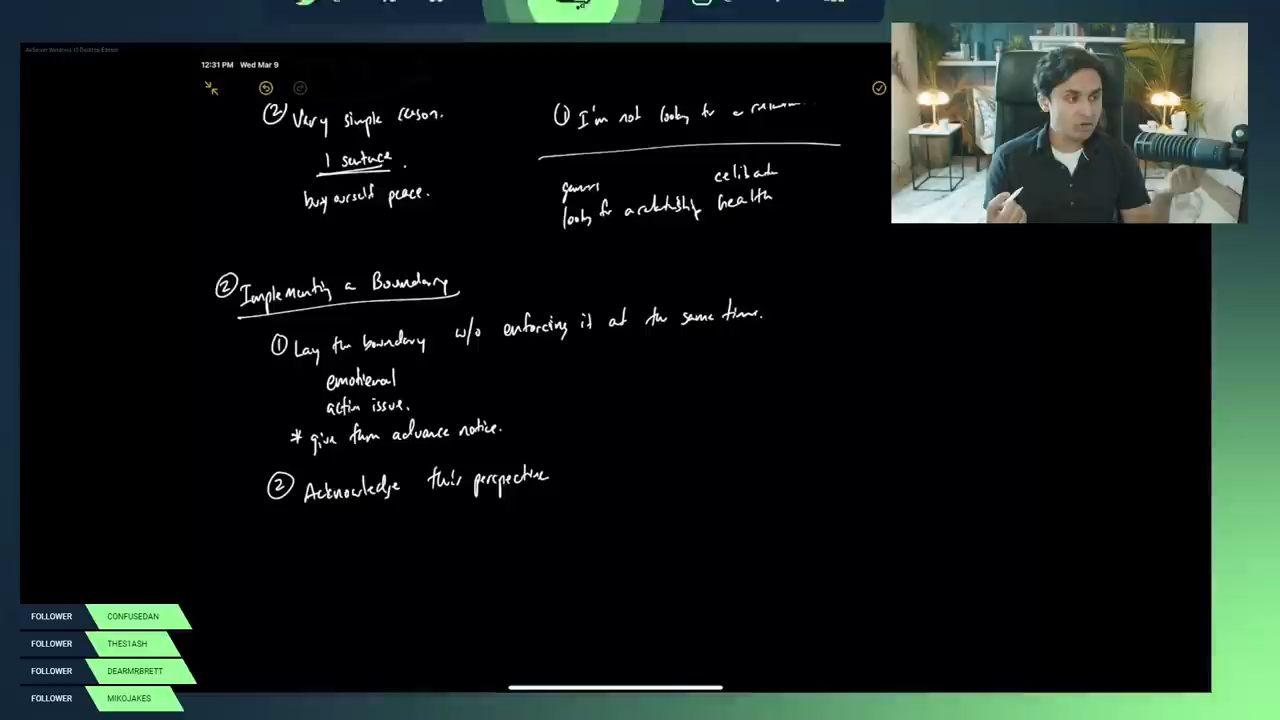 12:31 PM Wed Mar 9
② Very simple reason.
1 sentence.
buy ourself peace.
① I'm not looking for a
celibate
looking for a relationship health
② Implementing a Boundary
① Lay the boundary w/o enforcing it at the same time.
emotional
action issue.
* give them advance notice.
② Acknowledge their perspective
FOLLOWER CONFUSEDAN
FOLLOWER THES1ASH
FOLLOWER DEARMRBRETT
FOLLOWER MIKOJAKES